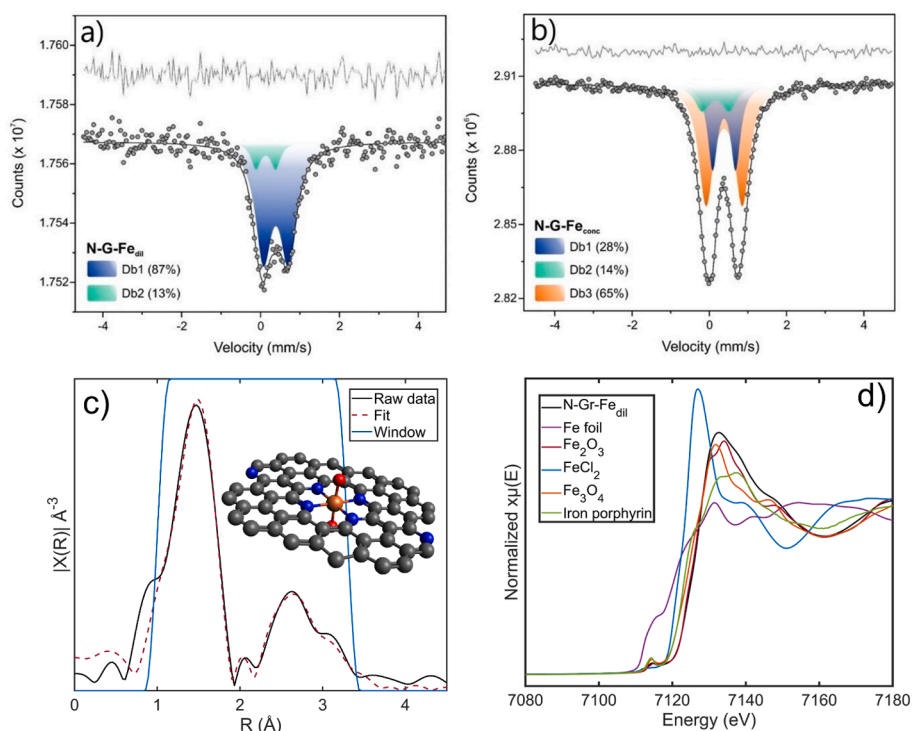 a)
1.760
1.758
1.756
1.754
1.752
Counts (x 10⁷)
N-G-Fe_dil
Db1 (87%)
Db2 (13%)
-4 -2 0 2 4
Velocity (mm/s)
b)
2.91
2.88
2.85
2.82
Counts (x 10⁶)
N-G-Fe_conc
Db1 (28%)
Db2 (14%)
Db3 (65%)
-4 -2 0 2 4
Velocity (mm/s)
c)
Raw data
Fit
Window
|X(R)| Å⁻³
0 1 2 3 4
R (Å)
d)
N-Gr-Fe_dil
Fe foil
Fe₂O₃
FeCl₂
Fe₃O₄
Iron porphyrin
Normalized xμ(E)
7080 7100 7120 7140 7160 7180
Energy (eV)